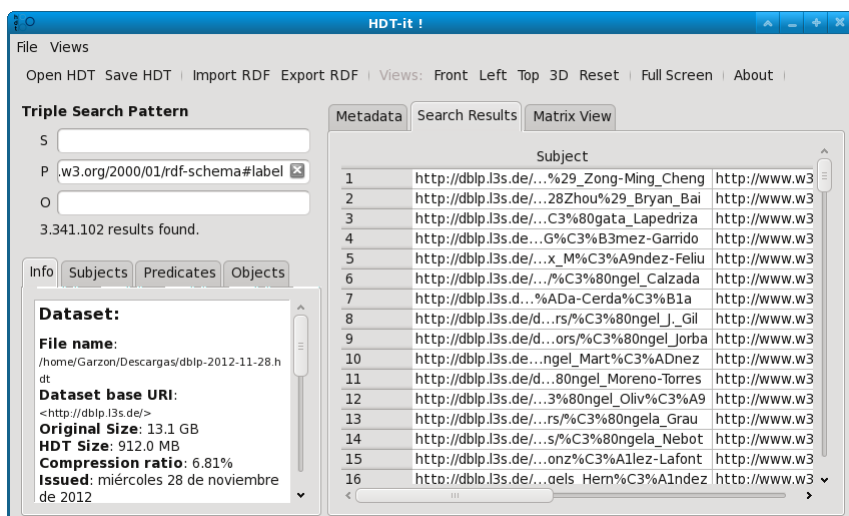 HDT-it !
File Views
Open HDT Save HDT Import RDF Export RDF Views: Front Left Top 3D Reset Full Screen About
Triple Search Pattern
S
P .w3.org/2000/01/rdf-schema#label
O
3.341.102 results found.
Info Subjects Predicates Objects
Dataset:
File name:
/home/Garzon/Descargas/dblp-2012-11-28.h
dt
Dataset base URI:
<http://dblp.l3s.de/>
Original Size: 13.1 GB
HDT Size: 912.0 MB
Compression ratio: 6.81%
Issued: miércoles 28 de noviembre
de 2012
Metadata Search Results Matrix View
Subject
1 http://dblp.l3s.de/...%29_Zong-Ming_Cheng http://www.w3
2 http://dblp.l3s.de/...28Zhou%29_Bryan_Bai http://www.w3
3 http://dblp.l3s.de/...C3%80gata_Lapedriza http://www.w3
4 http://dblp.l3s.de...G%C3%B3mez-Garrido http://www.w3
5 http://dblp.l3s.de/...x_M%C3%A9ndez-Feliu http://www.w3
6 http://dblp.l3s.de/.../%C3%80ngel_Calzada http://www.w3
7 http://dblp.l3s.d...%ADa-Cerda%C3%B1a http://www.w3
8 http://dblp.l3s.de/d...rs/%C3%80ngel_J._Gil http://www.w3
9 http://dblp.l3s.de/d...ors/%C3%80ngel_Jorba http://www.w3
10 http://dblp.l3s.de...ngel_Mart%C3%ADnez http://www.w3
11 http://dblp.l3s.de/d...80ngel_Moreno-Torres http://www.w3
12 http://dblp.l3s.de/...3%80ngel_Oliv%C3%A9 http://www.w3
13 http://dblp.l3s.de/...rs/%C3%80ngela_Grau http://www.w3
14 http://dblp.l3s.de/...s/%C3%80ngela_Nebot http://www.w3
15 http://dblp.l3s.de/...onz%C3%A1lez-Lafont http://www.w3
16 http://dblp.l3s.de/...gels_Hern%C3%A1ndez http://www.w3